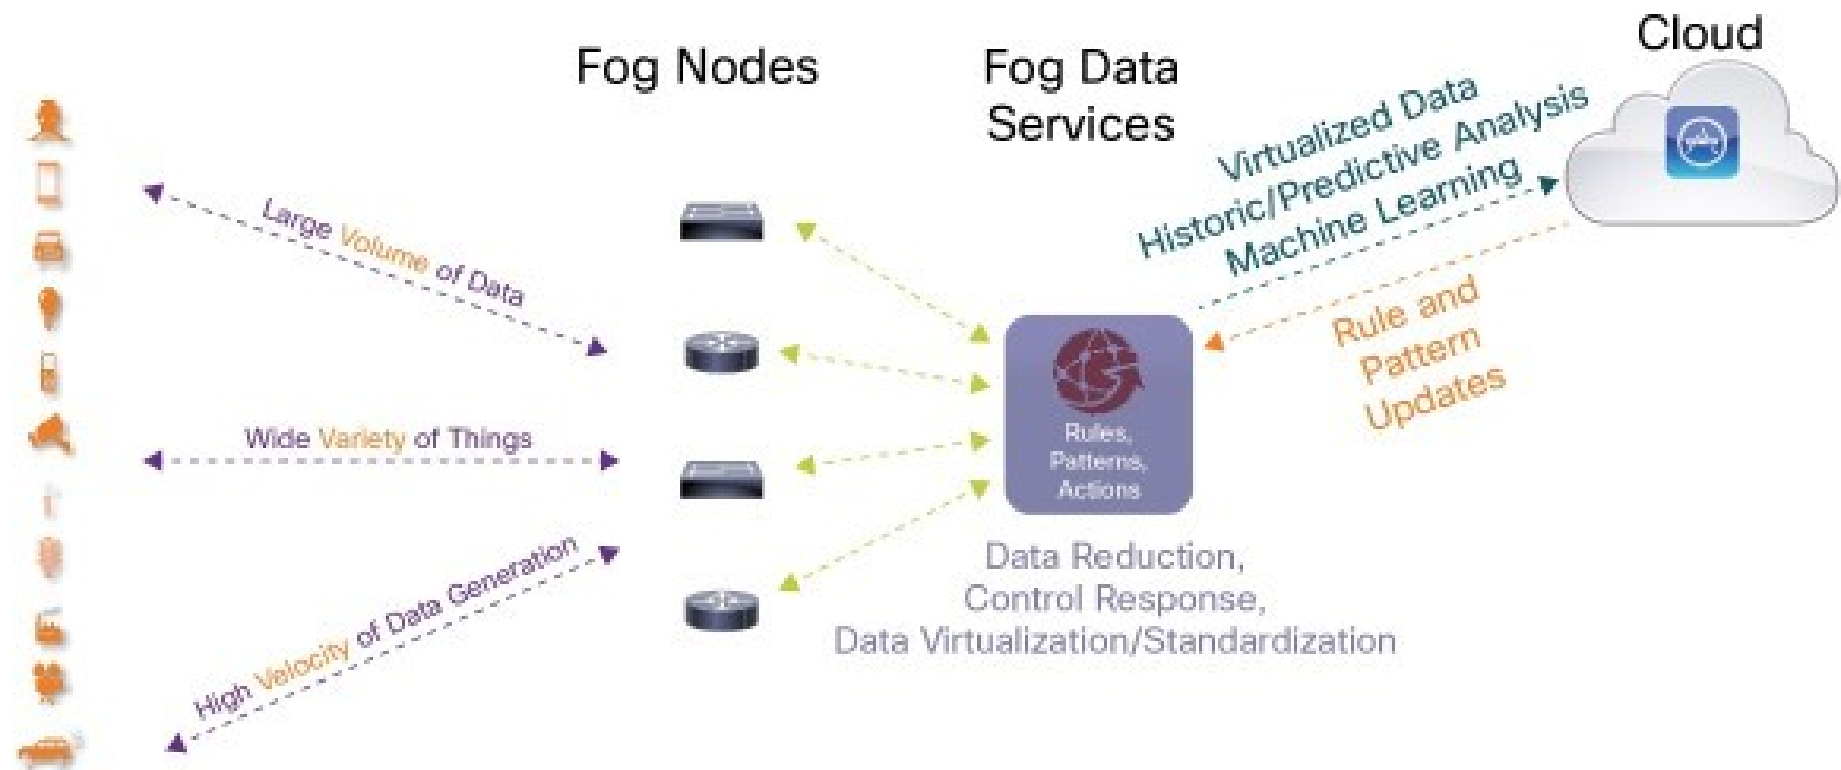 Cloud
Fog Nodes
Fog Data
Services
Virtualized Data
Historic/Predictive Analysis
Machine Learning
Large Volume of Data
Rule and
Pattern
Updates
Wide Variety of Things
Rules,
Patterns,
Actions
High Velocity of Data Generation
Data Reduction,
Control Response,
Data Virtualization/Standardization